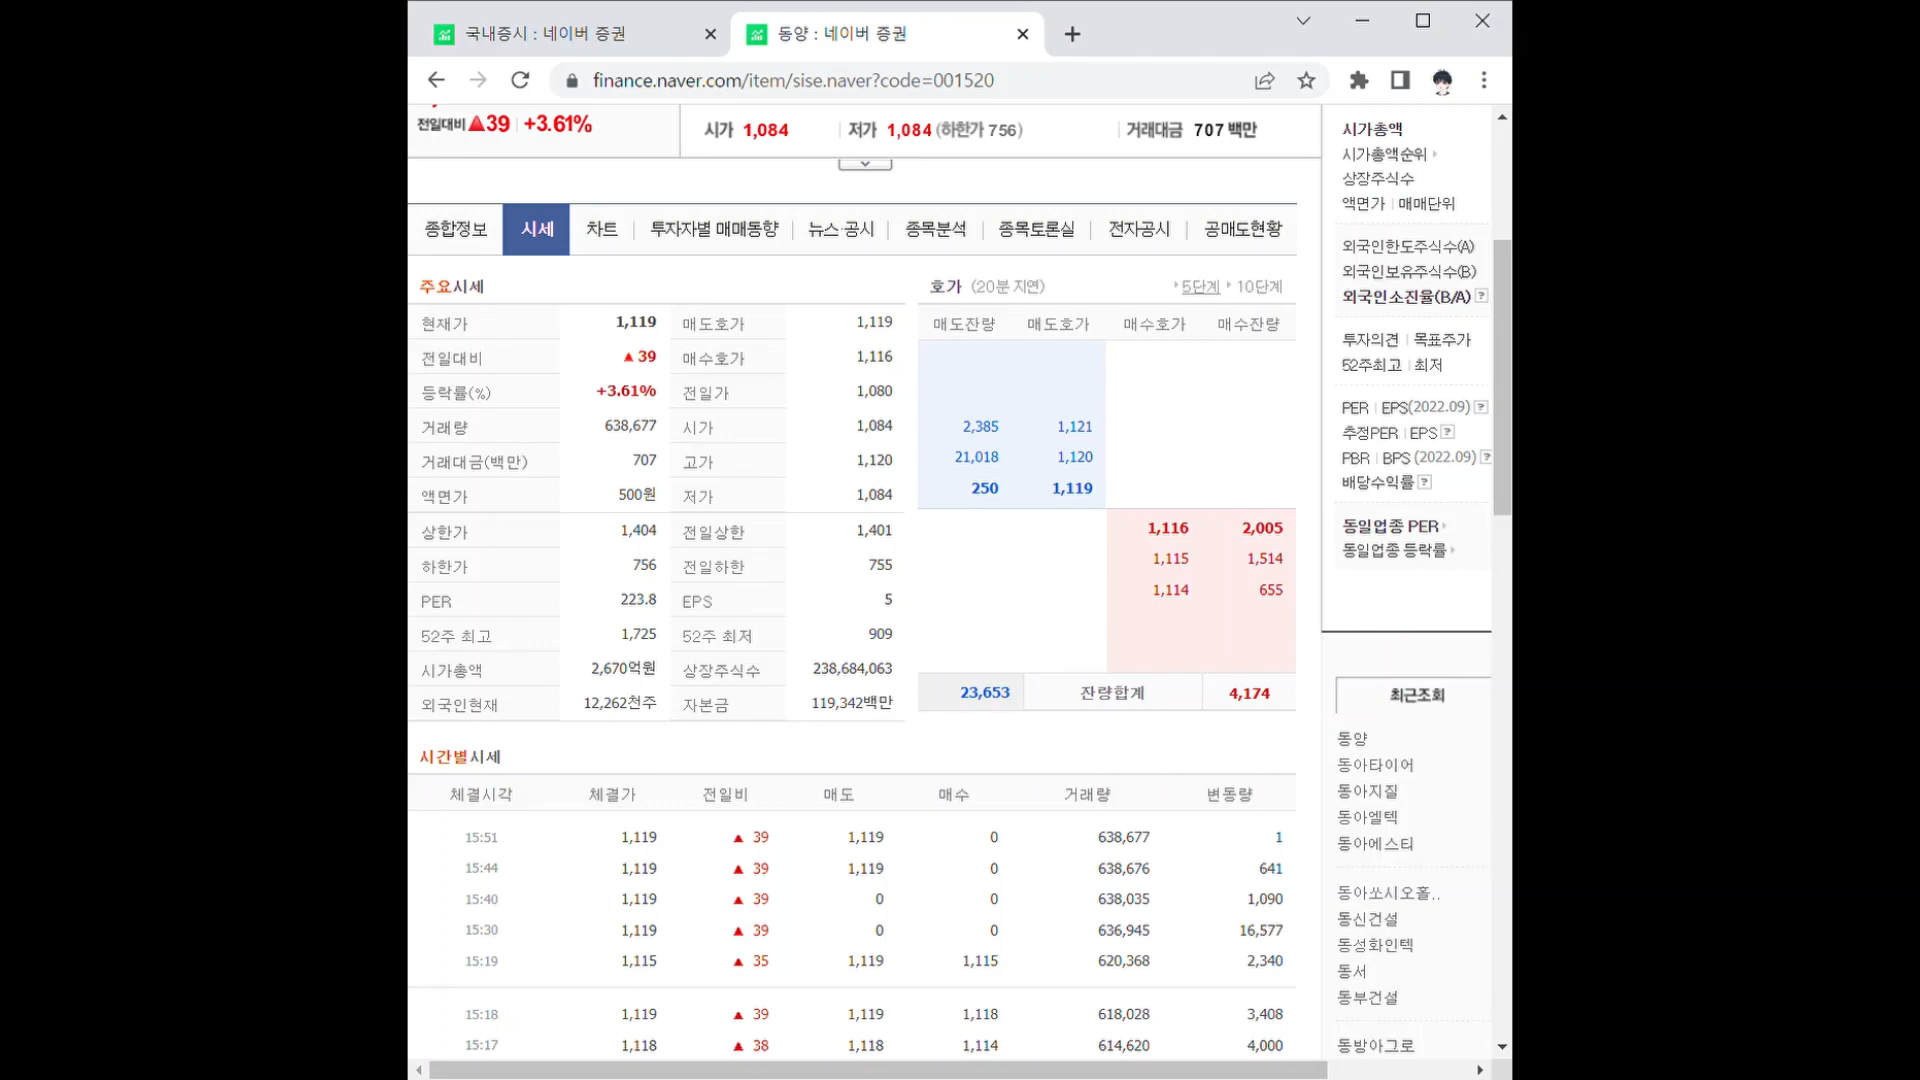 국내증시 : 네이버 증권
동양 : 네이버 증권
finance.naver.com/item/sise.naver?code=001520
전일대비 ▲39 +3.61%
시가 1,084 저가 1,084 (하한가 756) 거래대금 707 백만
종합정보 시세 차트 투자자별 매매동향 뉴스·공시 종목분석 종목토론실 전자공시 공매도현황
주요시세
현재가 1,119 매도호가 1,119
전일대비 ▲ 39 매수호가 1,116
등락률(%) +3.61% 전일가 1,080
거래량 638,677 시가 1,084
거래대금(백만) 707 고가 1,120
액면가 500원 저가 1,084
상한가 1,404 전일상한 1,401
하한가 756 전일하한 755
PER 223.8 EPS 5
52주 최고 1,725 52주 최저 909
시가총액 2,670억원 상장주식수 238,684,063
외국인현재 12,262천주 자본금 119,342백만
호가 (20분 지연) 5단계 10단계
매도잔량 매도호가 매수호가 매수잔량
2,385 1,121
21,018 1,120
250 1,119
1,116 2,005
1,115 1,514
1,114 655
23,653 잔량합계 4,174
시간별시세
체결시각 체결가 전일비 매도 매수 거래량 변동량
15:51 1,119 ▲ 39 1,119 0 638,677 1
15:44 1,119 ▲ 39 1,119 0 638,676 641
15:40 1,119 ▲ 39 0 0 638,035 1,090
15:30 1,119 ▲ 39 0 0 636,945 16,577
15:19 1,115 ▲ 35 1,119 1,115 620,368 2,340
15:18 1,119 ▲ 39 1,119 1,118 618,028 3,408
15:17 1,118 ▲ 38 1,118 1,114 614,620 4,000
시가총액
시가총액순위
상장주식수
액면가 매매단위
외국인한도주식수(A)
외국인보유주식수(B)
외국인소진율(B/A) ?
투자의견 목표주가
52주최고 최저
PER EPS(2022.09) ?
추정PER EPS ?
PBR BPS (2022.09) ?
배당수익률 ?
동일업종 PER
동일업종 등락률
최근조회
동양
동아타이어
동아지질
동아엘텍
동아에스티
동아쏘시오홀..
동신건설
동성화인텍
동서
동부건설
동방아그로